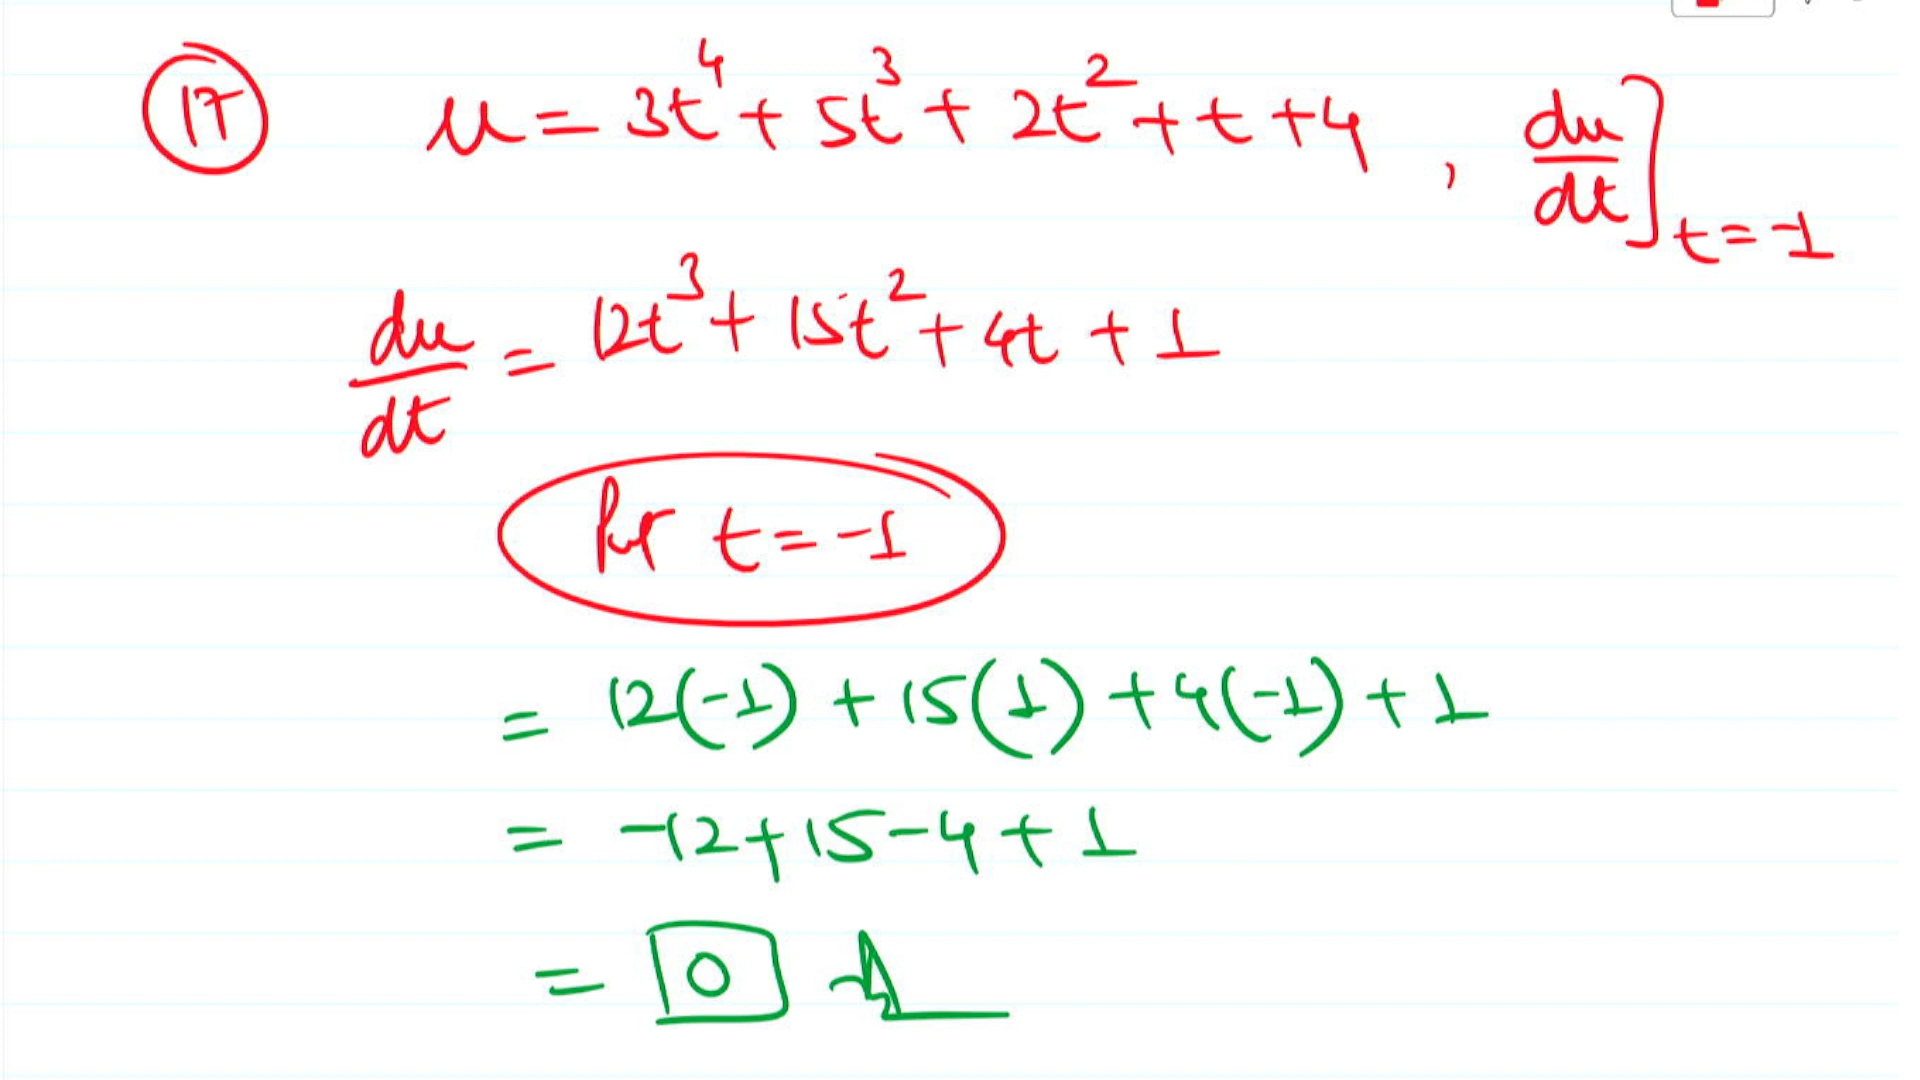 17 u = 3t⁴ + 5t³ + 2t² + t + 4 , du/dt]t=-1
du/dt = 12t³ + 15t² + 4t + 1
Put t = -1
= 12(-1) + 15(1) + 4(-1) + 1
= -12 + 15 - 4 + 1
= 0